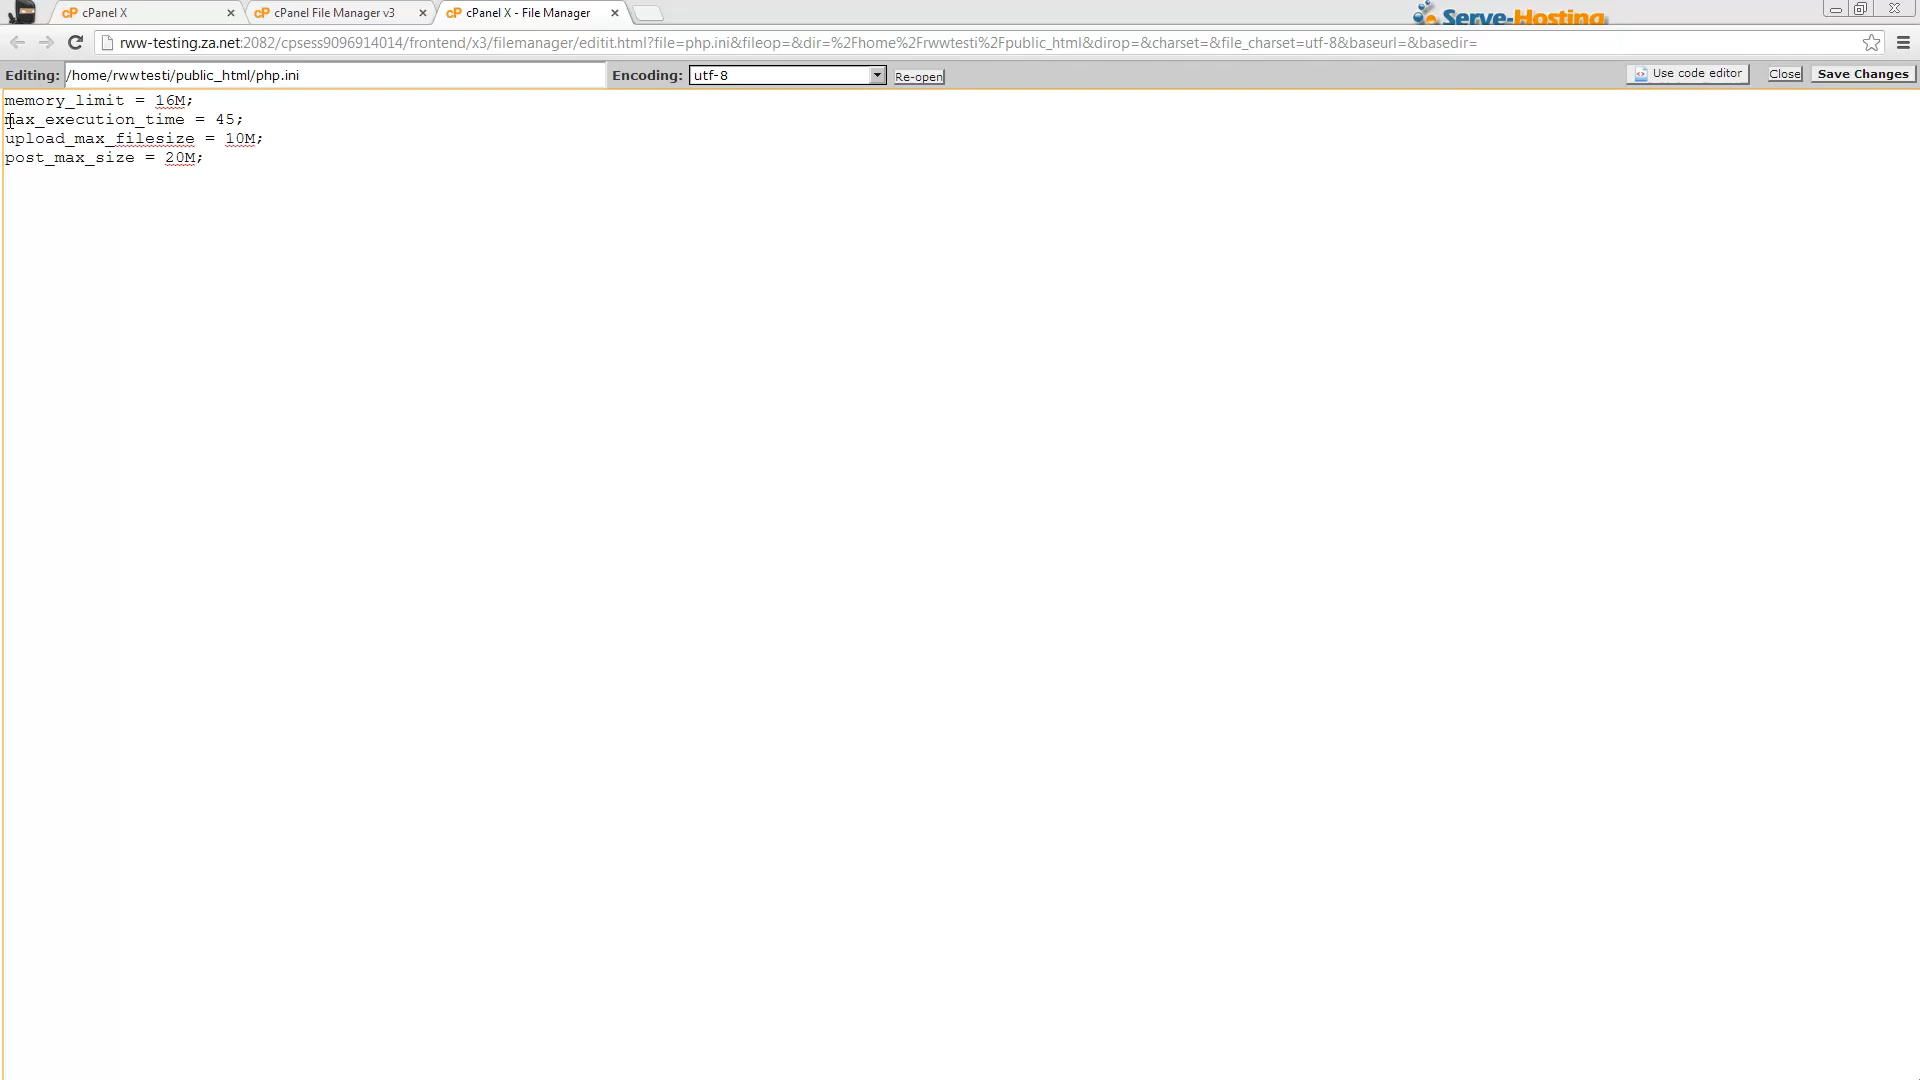 cP cPanel X
cP cPanel File Manager v3
cP cPanel X - File Manager
Serve-Hosting
rww-testing.za.net:2082/cpsess9096914014/frontend/x3/filemanager/editit.html?file=php.ini&fileop=&dir=%2Fhome%2Frwwtesti%2Fpublic_html&dirop=&charset=&file_charset=utf-8&baseurl=&basedir=
Editing: /home/rwwtesti/public_html/php.ini Encoding: utf-8 Re-open Use code editor Close Save Changes
memory_limit = 16M;
max_execution_time = 45;
upload_max_filesize = 10M;
post_max_size = 20M;